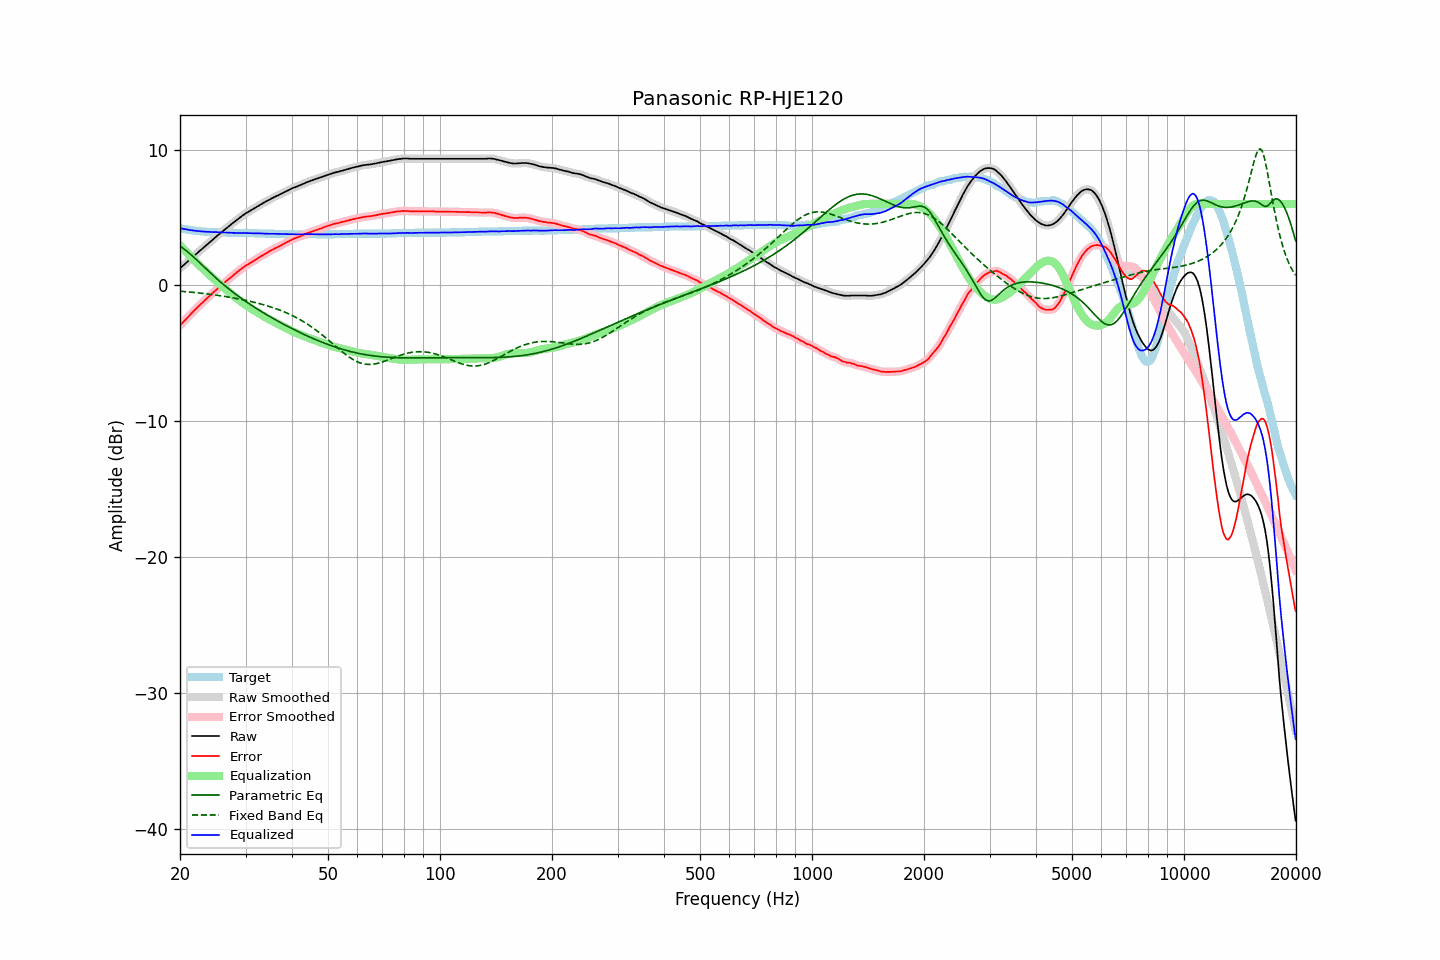 Panasonic RP-HJE120
Amplitude (dBr)
10
0
−10
−20
−30
−40
Target
Raw Smoothed
Error Smoothed
Raw
Error
Equalization
Parametric Eq
Fixed Band Eq
Equalized
20 50 100 200 500 1000 2000 5000 10000 20000
Frequency (Hz)